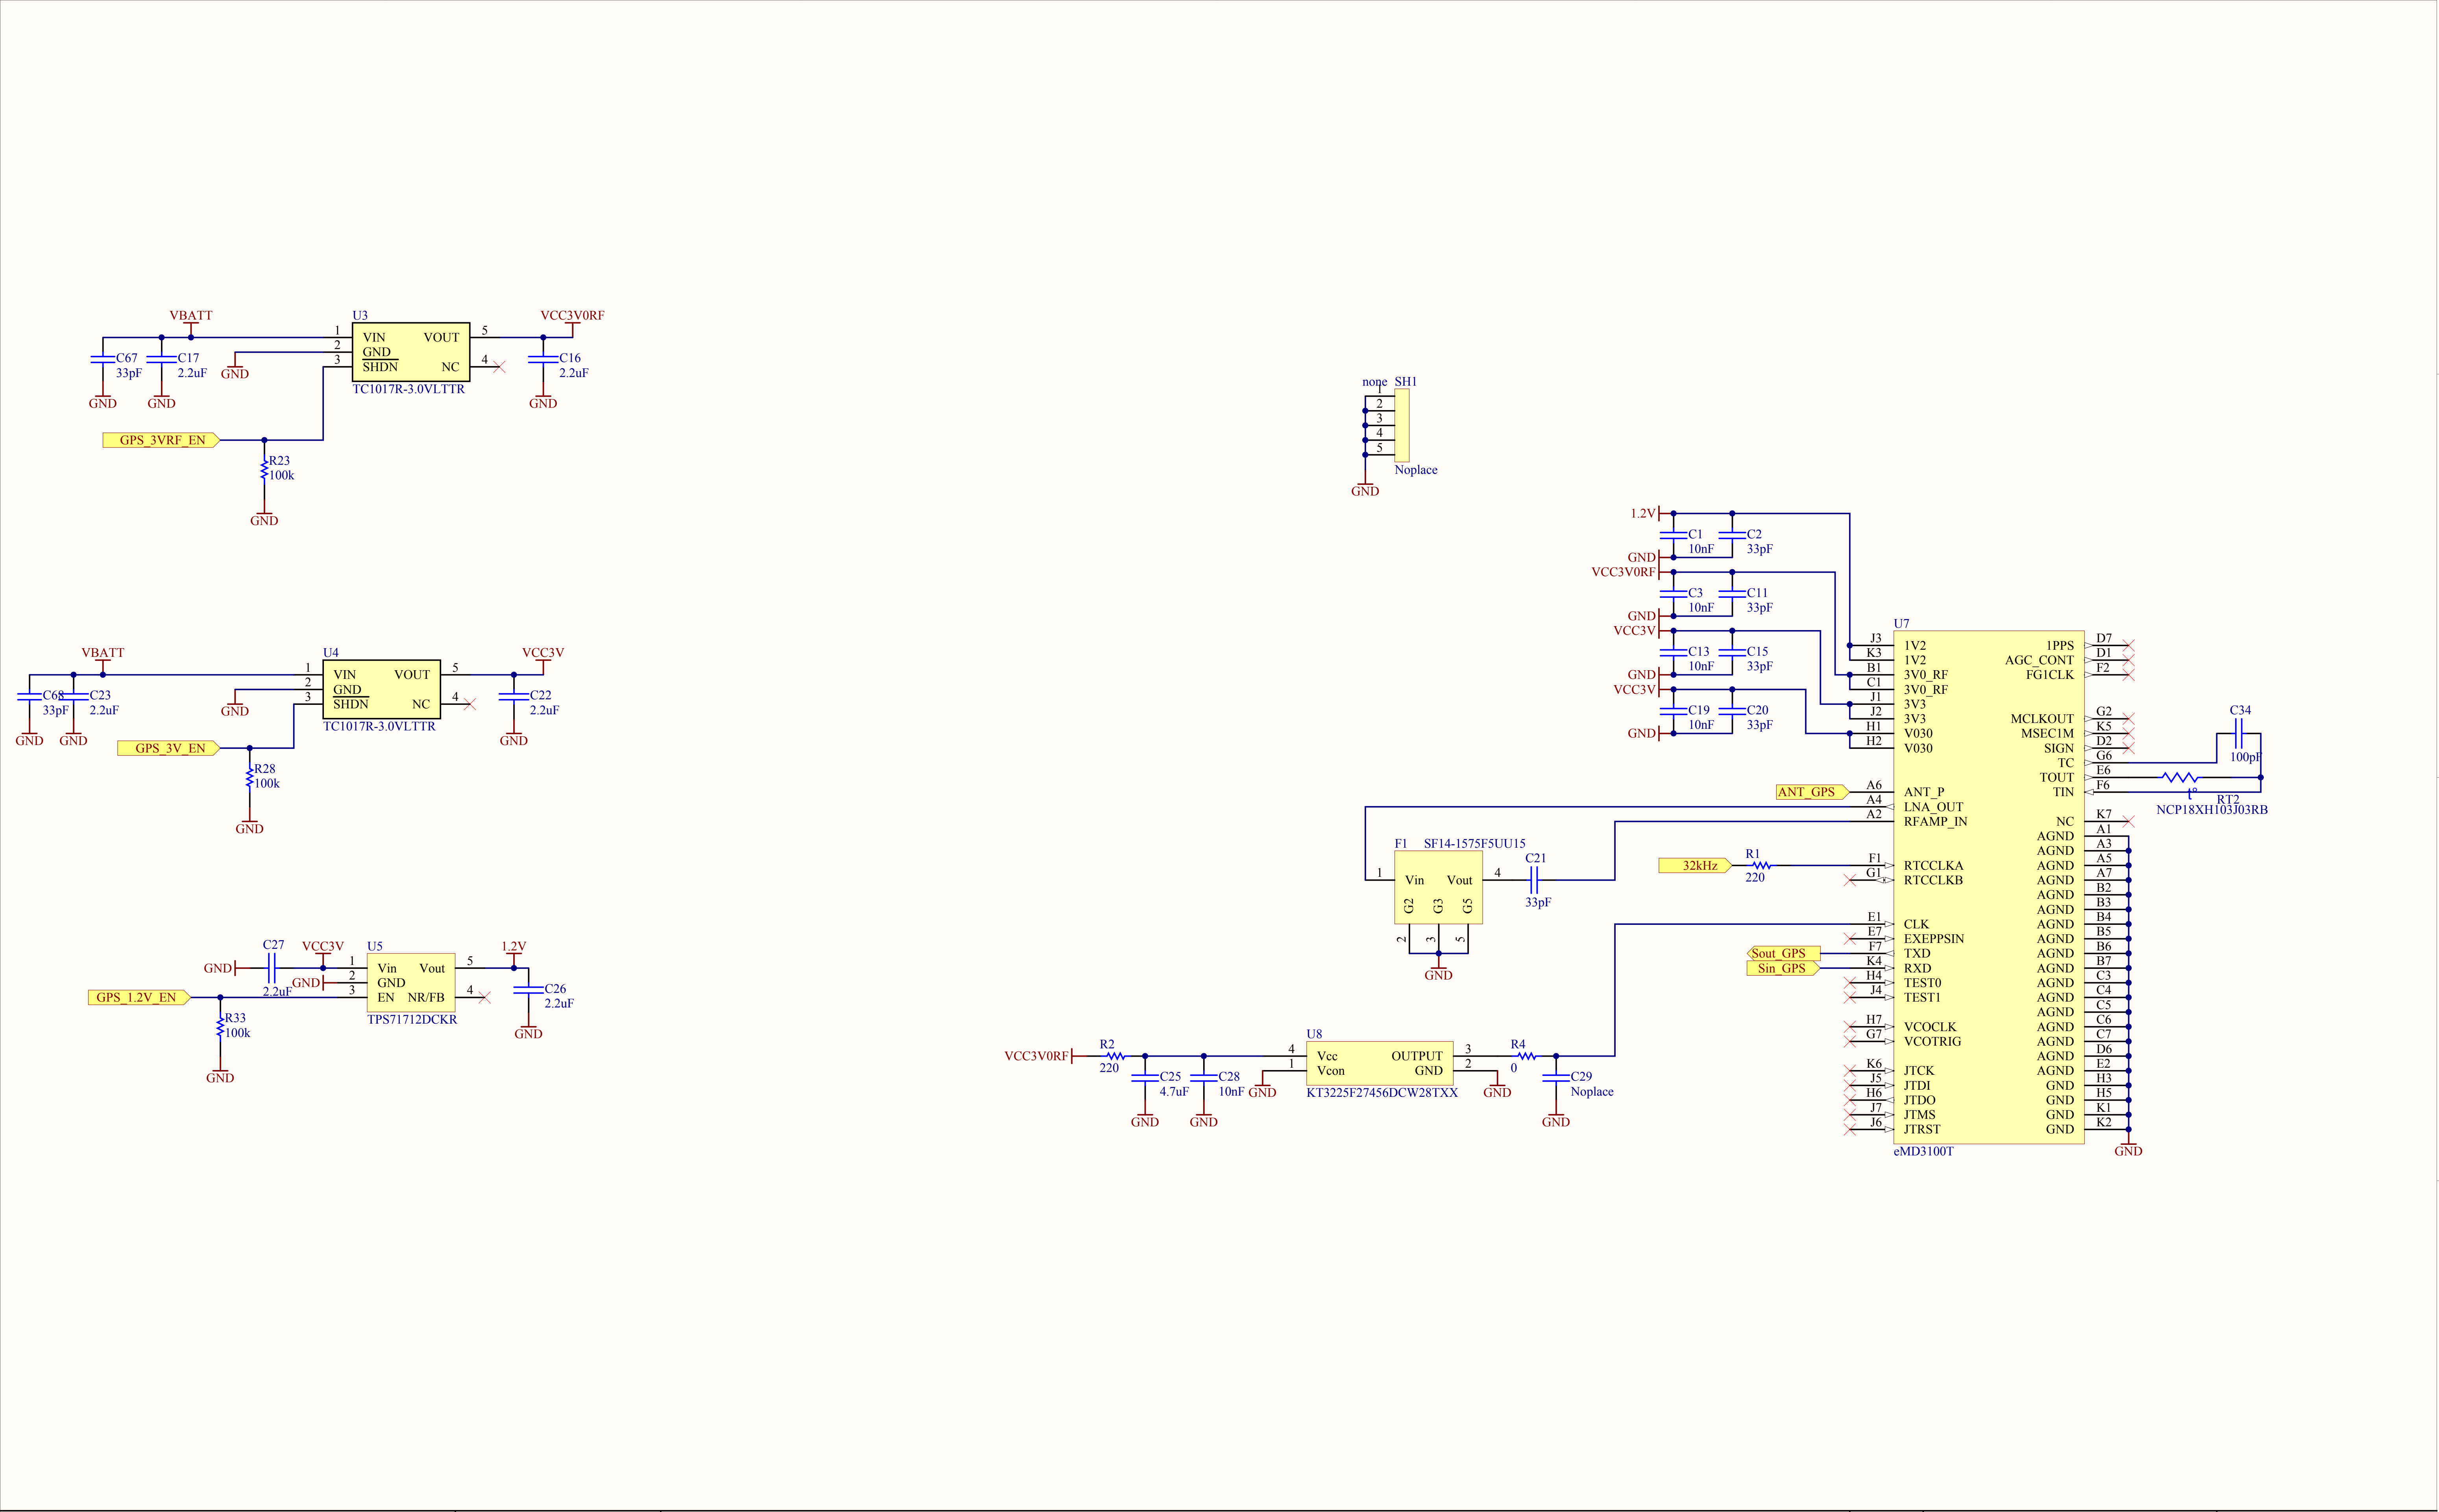 VBATT
U3
VCC3V0RF
1 VIN VOUT 5
2 GND
3 SHDN NC 4
TC1017R-3.0VLTTR
C67
33pF
C17
2.2uF
GND
C16
2.2uF
GND
GND
GND
GPS_3VRF_EN
R23
100k
GND
VBATT
U4
VCC3V
1 VIN VOUT 5
2 GND
3 SHDN NC 4
TC1017R-3.0VLTTR
C68
33pF
C23
2.2uF
GND
C22
2.2uF
GND
GND
GND
GPS_3V_EN
R28
100k
GND
C27
2.2uF
GND
VCC3V
U5
1.2V
1 Vin Vout 5
GND 2 GND
3 EN NR/FB 4
TPS71712DCKR
C26
2.2uF
GND
GPS_1.2V_EN
R33
100k
GND
none SH1
1
2
3
4
5
Noplace
GND
1.2V
C1
10nF
C2
33pF
GND
VCC3V0RF
C3
10nF
C11
33pF
GND
VCC3V
C13
10nF
C15
33pF
GND
VCC3V
C19
10nF
C20
33pF
GND
ANT_GPS
F1 SF14-1575F5UU15
1 Vin Vout 4
G2 G3 G5
2 3 5
GND
C21
33pF
32kHz
R1
220
Sout_GPS
Sin_GPS
VCC3V0RF
R2
220
C25
4.7uF
GND
C28
10nF
GND
GND
U8
4 Vcc OUTPUT 3
1 Vcon GND 2
KT3225F27456DCW28TXX
GND
R4
0
C29
Noplace
GND
U7
J3 1V2
K3 1V2
B1 3V0_RF
C1 3V0_RF
J1 3V3
J2 3V3
H1 V030
H2 V030
A6 ANT_P
A4 LNA_OUT
A2 RFAMP_IN
F1 RTCCLKA
G1 RTCCLKB
E1 CLK
E7 EXEPPSIN
F7 TXD
K4 RXD
H4 TEST0
J4 TEST1
H7 VCOCLK
G7 VCOTRIG
K6 JTCK
J5 JTDI
H6 JTDO
J7 JTMS
J6 JTRST
1PPS D7
AGC_CONT D1
FG1CLK F2
MCLKOUT G2
MSEC1M K5
SIGN D2
TC G6
TOUT E6
TIN F6
NC K7
AGND A1
AGND A3
AGND A5
AGND A7
AGND B2
AGND B3
AGND B4
AGND B5
AGND B6
AGND B7
AGND C3
AGND C4
AGND C5
AGND C6
AGND C7
AGND D6
AGND E2
GND H3
GND H5
GND K1
GND K2
eMD3100T
GND
C34
100pF
t°
RT2
NCP18XH103J03RB